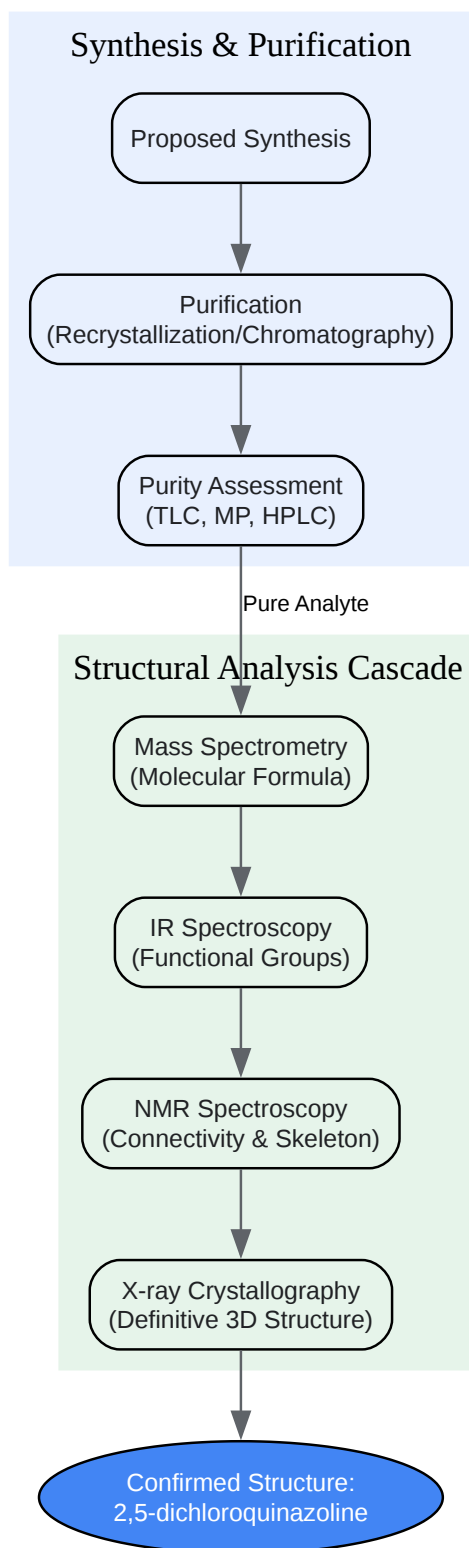 Synthesis & Purification
Proposed Synthesis
Purification
(Recrystallization/Chromatography)
Purity Assessment
(TLC, MP, HPLC)
Pure Analyte
Structural Analysis Cascade
Mass Spectrometry
(Molecular Formula)
IR Spectroscopy
(Functional Groups)
NMR Spectroscopy
(Connectivity & Skeleton)
X-ray Crystallography
(Definitive 3D Structure)
Confirmed Structure:
2,5-dichloroquinazoline